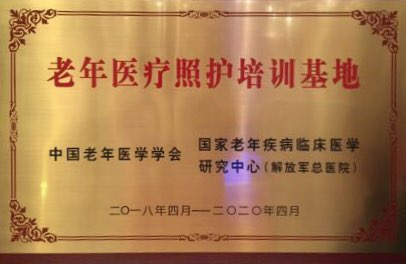 老年医疗照护培训基地
中国老年医学学会
国家老年疾病临床医学
研究中心(解放军总医院)
二〇一八年四月—二〇二〇年四月